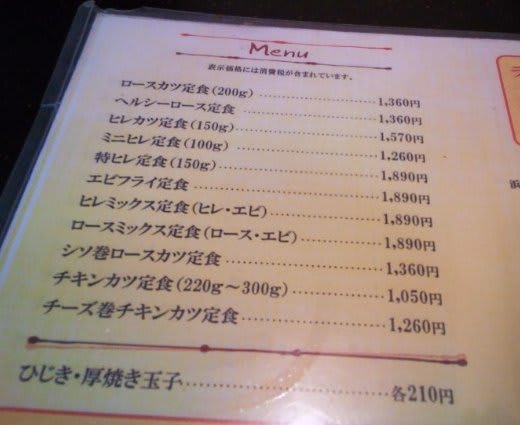 Menu
表示価格には消費税が含まれています。
ロースカツ定食(200g) 1,360円
ヘルシーロース定食 1,360円
ヒレカツ定食(150g) 1,570円
ミニヒレ定食(100g) 1,260円
特ヒレ定食(150g) 1,890円
エビフライ定食 1,890円
ヒレミックス定食(ヒレ・エビ) 1,890円
ロースミックス定食(ロース・エビ) 1,890円
シソ巻ロースカツ定食 1,360円
チキンカツ定食(220g〜300g) 1,050円
チーズ巻チキンカツ定食 1,260円
ひじき・厚焼き玉子 各210円